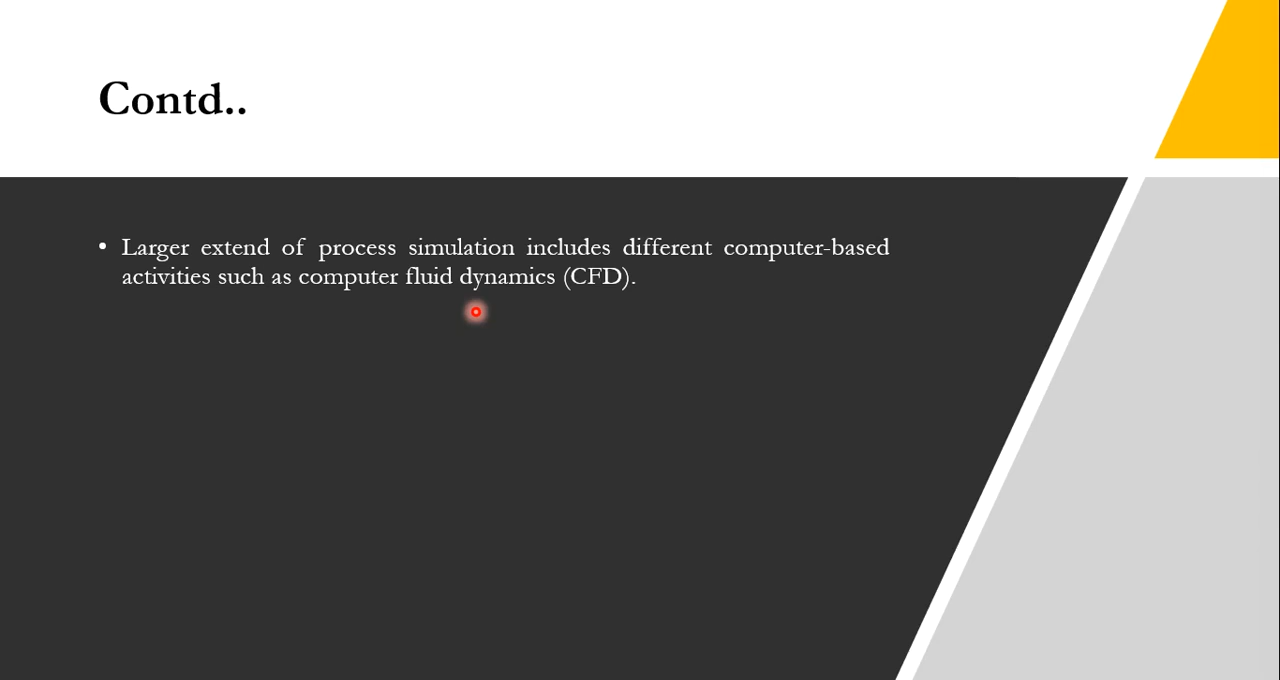 Contd..
• Larger extend of process simulation includes different computer-based
activities such as computer fluid dynamics (CFD).